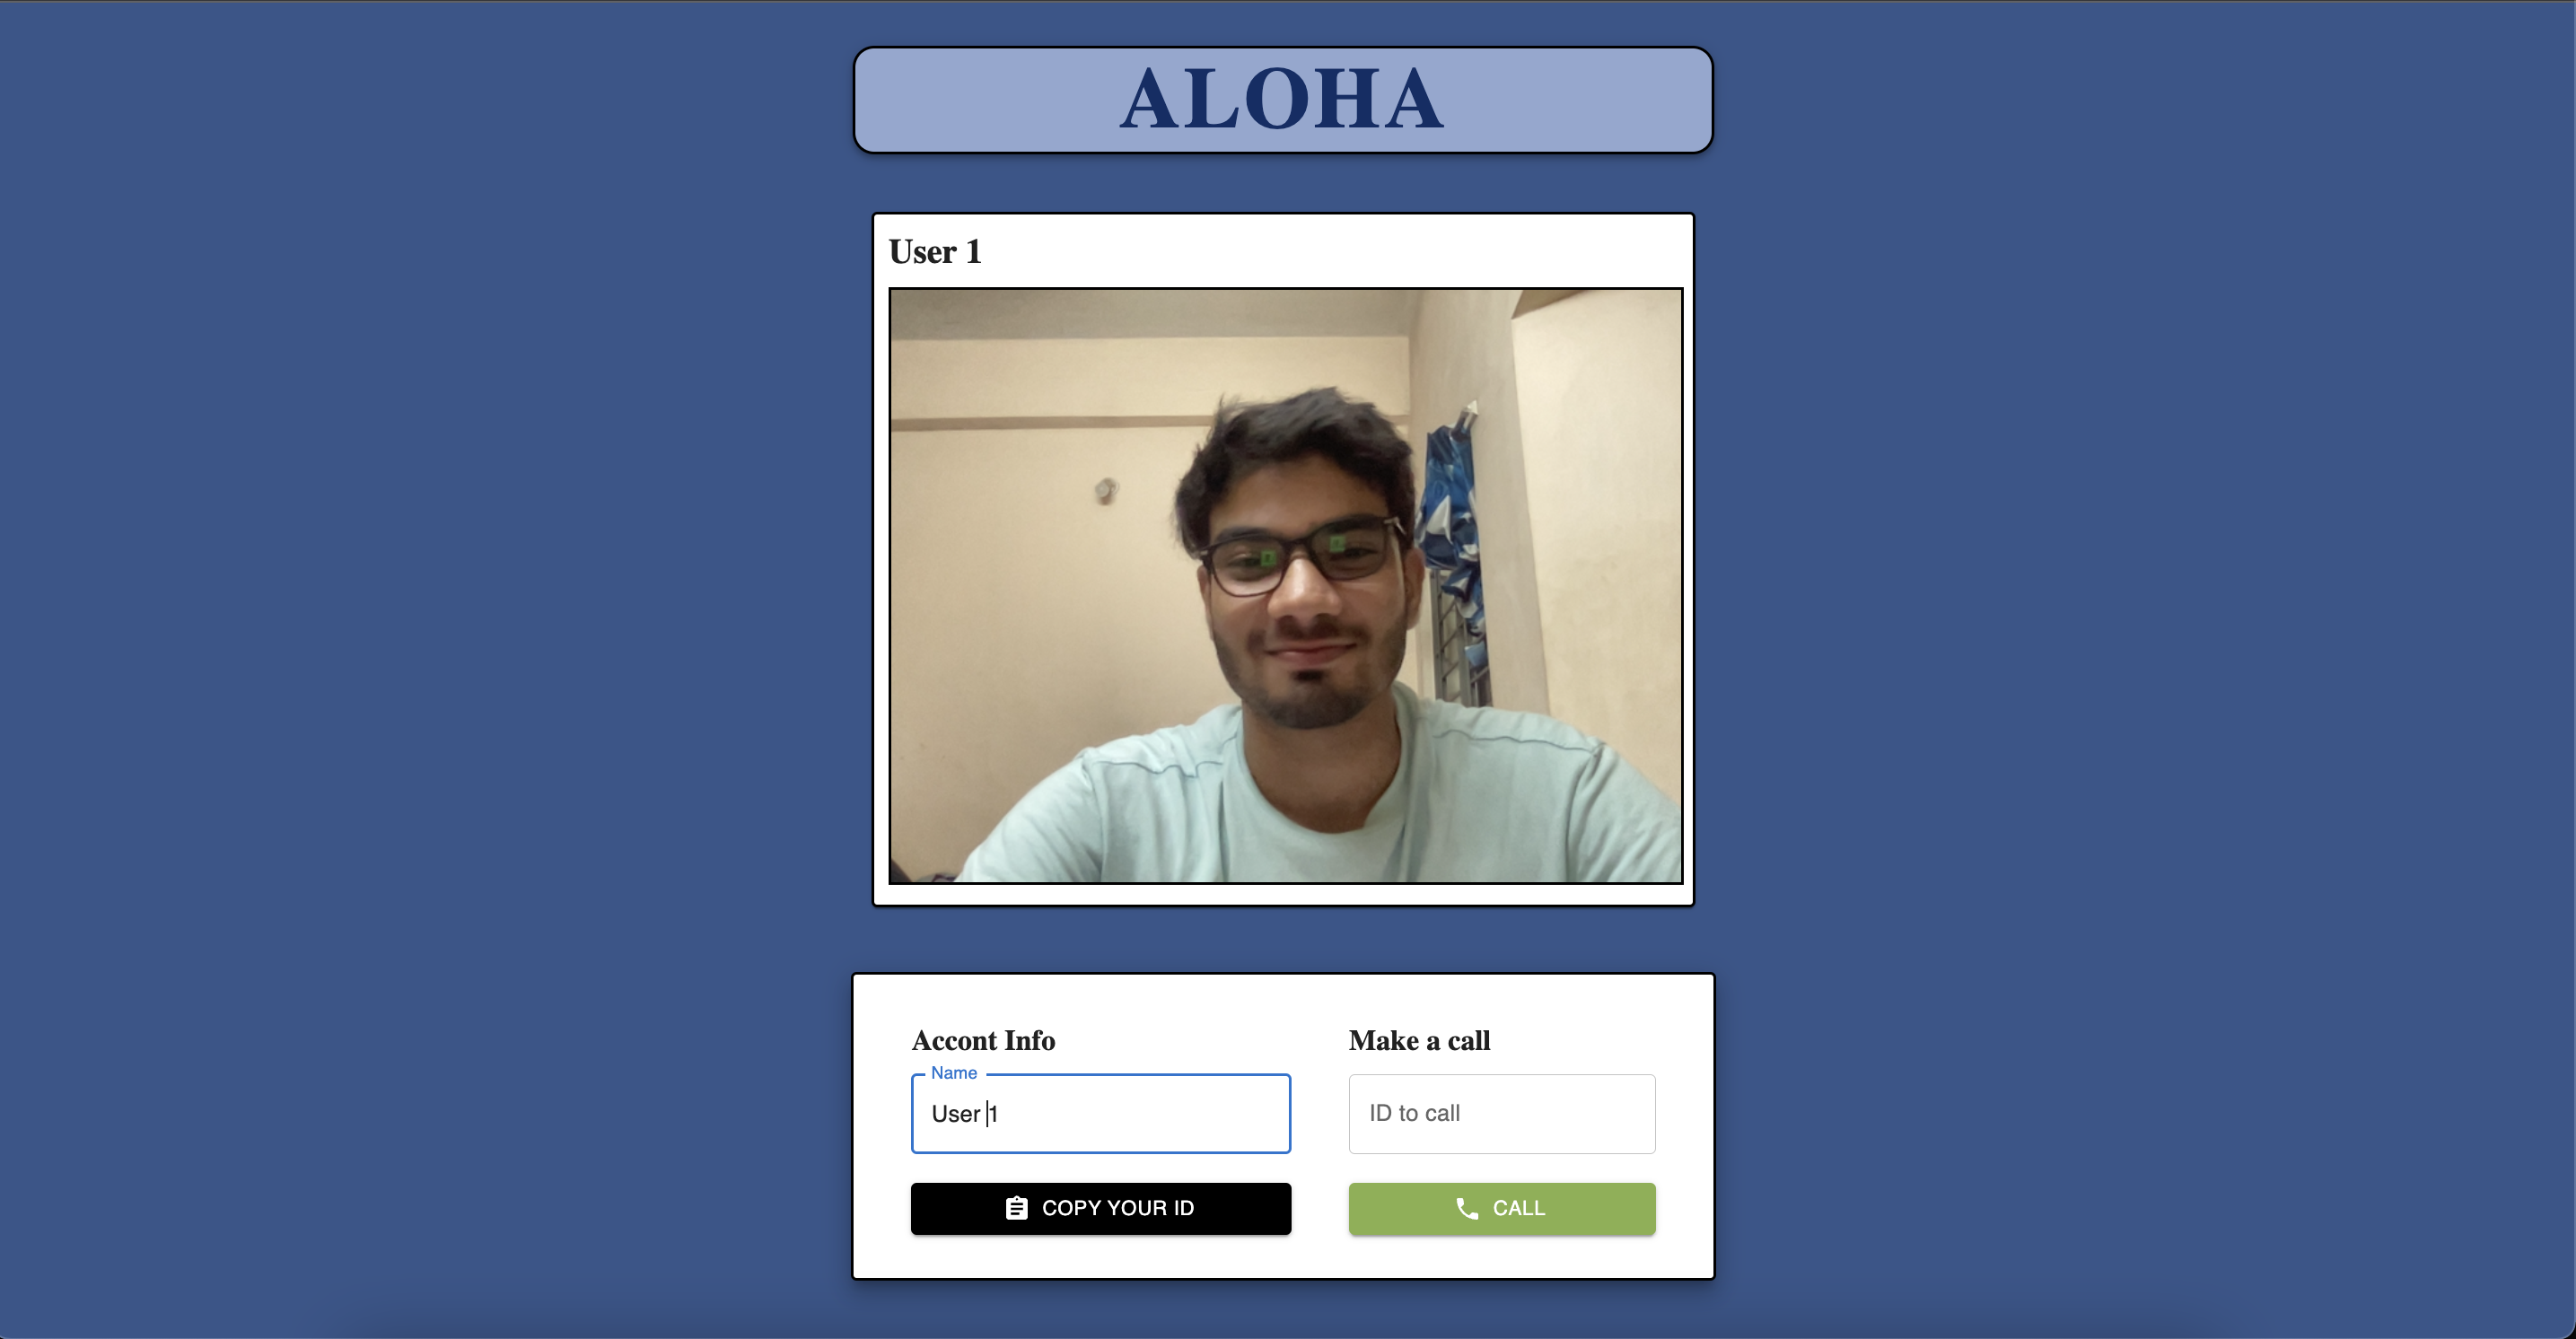 ALOHA
User 1
Accont Info
Make a call
Name
User 1
ID to call
COPY YOUR ID
CALL